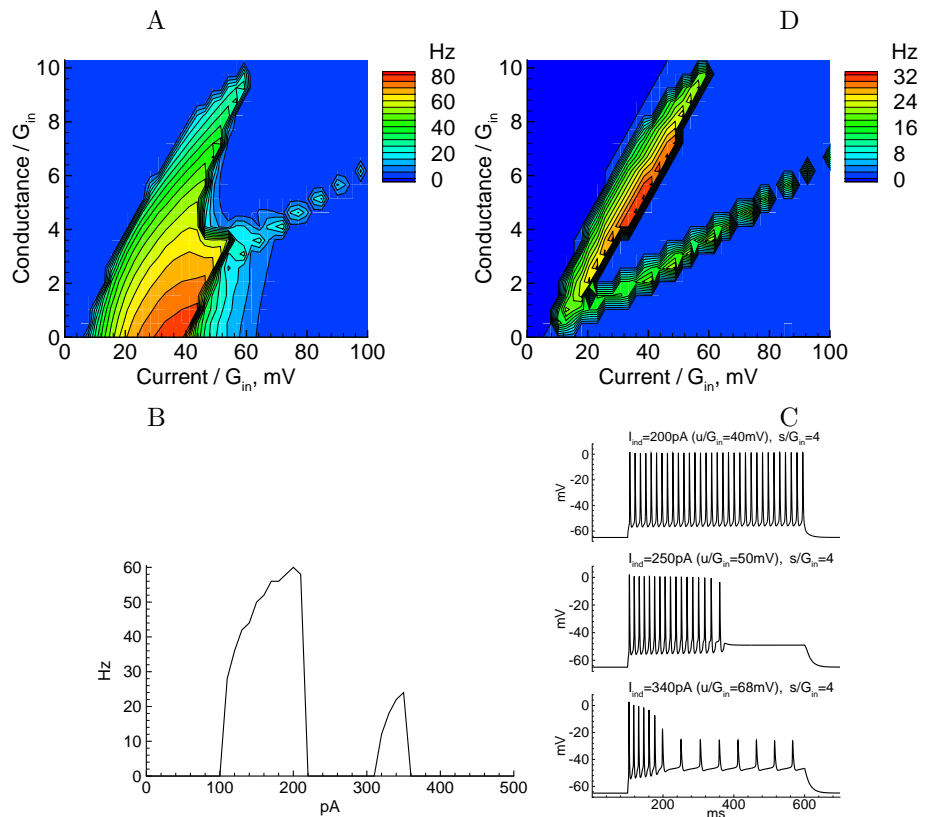 A
Hz
80
60
40
20
0
Conductance / G_in
10
8
6
4
2
0
0 20 40 60 80 100
Current / G_in, mV
D
Hz
32
24
16
8
0
Conductance / G_in
10
8
6
4
2
0
0 20 40 60 80 100
Current / G_in, mV
B
Hz
60
50
40
30
20
10
0
0 100 200 300 400 500
pA
C
I_ind=200pA (u/G_in=40mV), s/G_in=4
mV
0
-20
-40
-60
I_ind=250pA (u/G_in=50mV), s/G_in=4
mV
0
-20
-40
-60
I_ind=340pA (u/G_in=68mV), s/G_in=4
mV
0
-20
-40
-60
0 200 400 600
ms